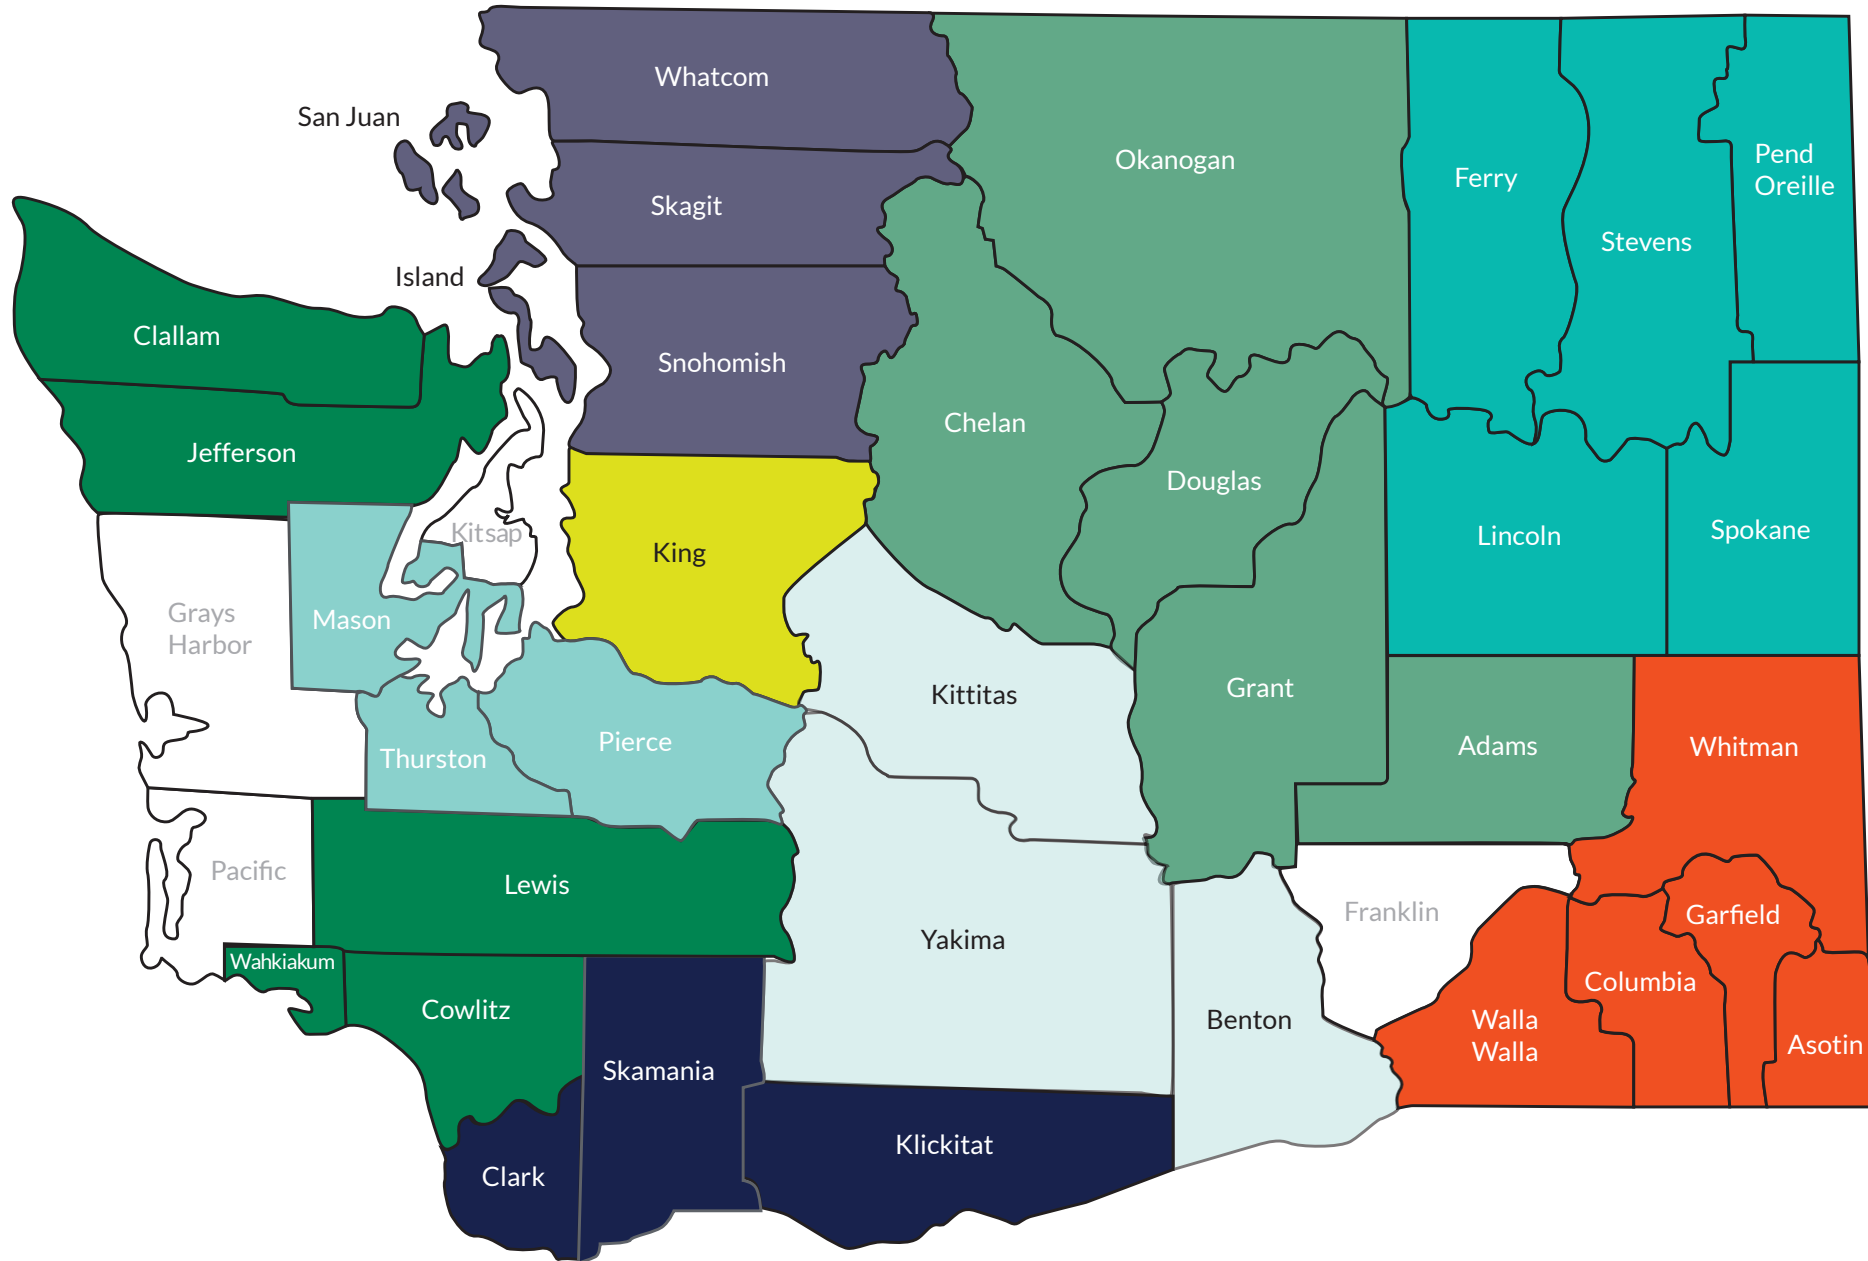 Whatcom
San Juan
Okanogan
Pend
Oreille
Ferry
Skagit
Stevens
Island
Clallam
Snohomish
Chelan
Jefferson
Douglas
Kitsap
King
Lincoln
Spokane
Grays
Harbor
Mason
Kittitas
Grant
Pierce
Thurston
Adams
Whitman
Pacific
Lewis
Franklin
Garfield
Yakima
Wahkiakum
Columbia
Cowlitz
Benton
Walla
Walla
Asotin
Skamania
Klickitat
Clark